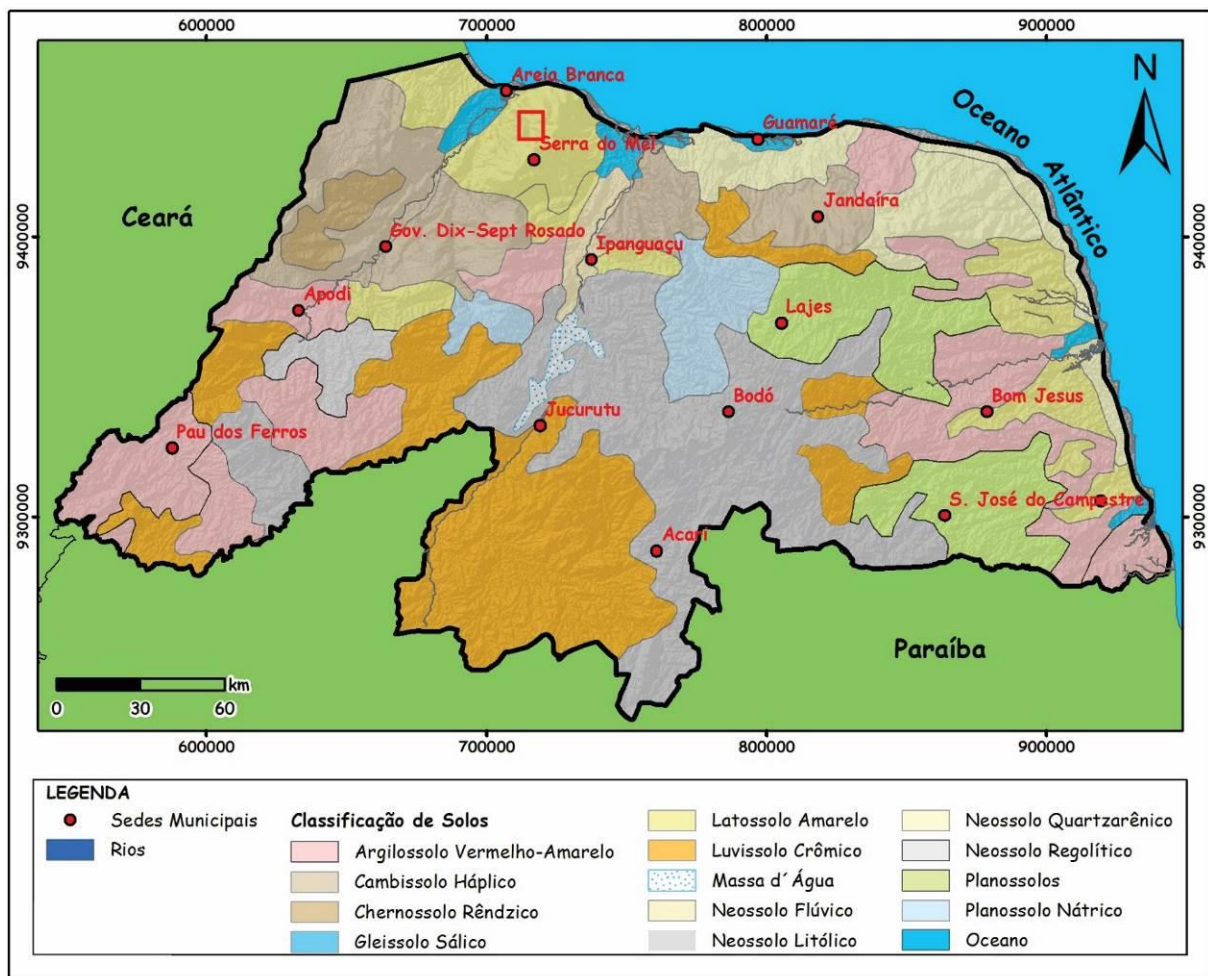 600000
700000
800000
900000
N
Areia Branca
Oceano Atlântico
Guamaré
Serra do Mel
Ceará
Jandaíra
9400000
9400000
Gov. Dix-Sept Rosado
Ipanguaçu
Apodi
Lajes
Bodó
Bom Jesus
Jucurutu
Pau dos Ferros
9300000
9300000
S. José do Campestre
Acari
Paraíba
km
0 30 60
600000
700000
800000
900000
LEGENDA
Sedes Municipais
Rios
Classificação de Solos
Argilossolo Vermelho-Amarelo
Cambissolo Háplico
Chernossolo Rêndzico
Gleissolo Sálico
Latossolo Amarelo
Luvissolo Crômico
Massa d´Água
Neossolo Flúvico
Neossolo Litólico
Neossolo Quartzarênico
Neossolo Regolítico
Planossolos
Planossolo Nátrico
Oceano